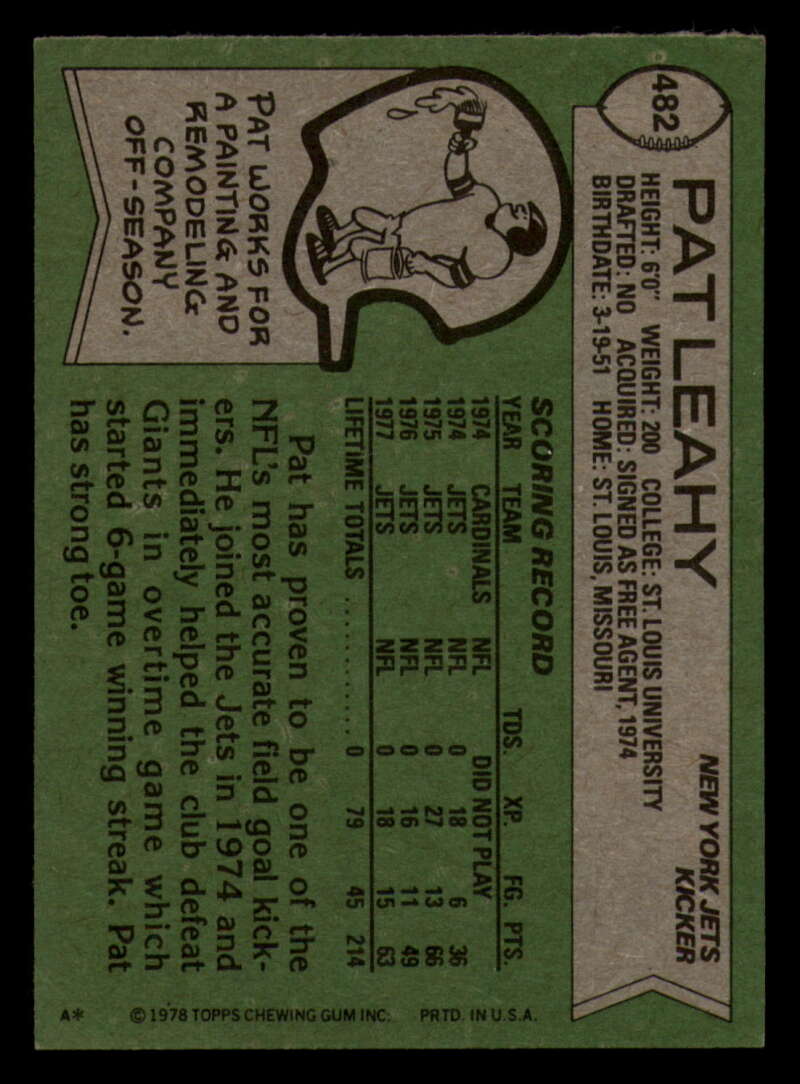 482
PAT LEAHY
NEW YORK JETS
KICKER
HEIGHT: 6'0" WEIGHT: 200 COLLEGE: ST. LOUIS UNIVERSITY
DRAFTED: NO ACQUIRED: SIGNED AS FREE AGENT, 1974
BIRTHDATE: 3-19-51 HOME: ST. LOUIS, MISSOURI
PAT WORKS FOR
A PAINTING AND
REMODELING
COMPANY
OFF-SEASON.
SCORING RECORD
YEAR TEAM TDS. XP. FG. PTS.
1974 CARDINALS NFL DID NOT PLAY
1974 JETS NFL 0 18 6 36
1975 JETS NFL 0 27 13 66
1976 JETS NFL 0 16 11 49
1977 JETS NFL 0 18 15 63
LIFETIME TOTALS ............ 0 79 45 214
Pat has proven to be one of the
NFL's most accurate field goal kick-
ers. He joined the Jets in 1974 and
immediately helped the club defeat
Giants in overtime game which
started 6-game winning streak. Pat
has strong toe.
A* © 1978 TOPPS CHEWING GUM INC. PRTD. IN U.S.A.